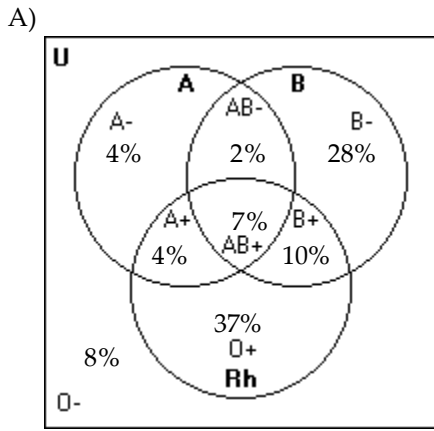 A)
U
A B
A- AB- B-
4% 2% 28%
A+ 7% B+
4% AB+ 10%
37%
8% O+
Rh
O-